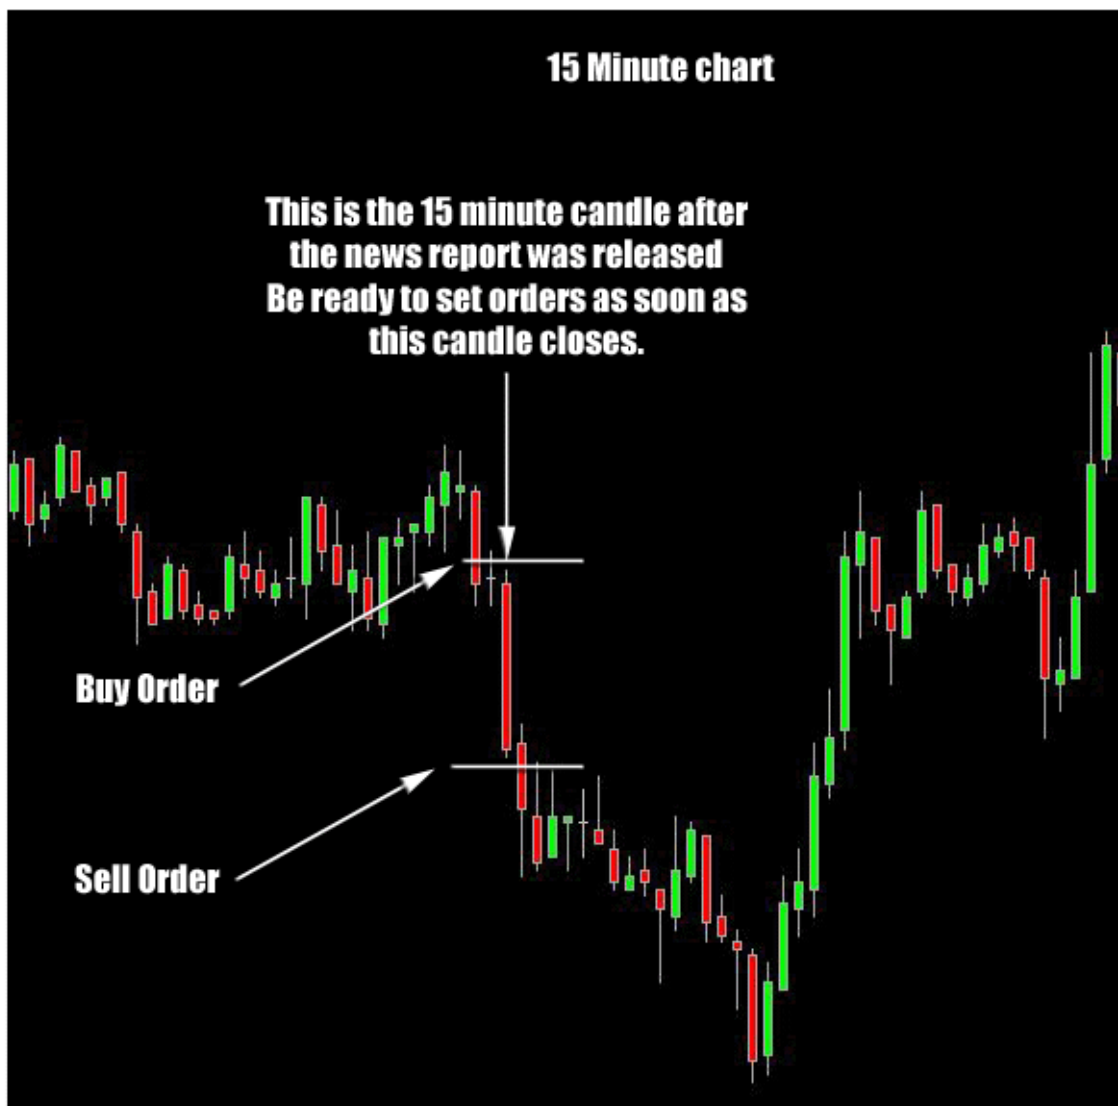 15 Minute chart
This is the 15 minute candle after
the news report was released
Be ready to set orders as soon as
this candle closes.
Buy Order
Sell Order